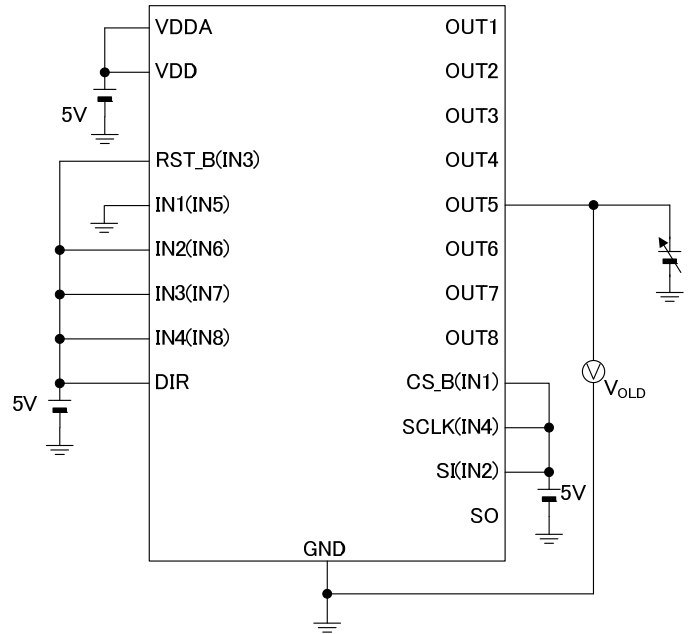 VDDA
VDD
5V
RST_B(IN3)
IN1(IN5)
IN2(IN6)
IN3(IN7)
IN4(IN8)
DIR
5V
OUT1
OUT2
OUT3
OUT4
OUT5
OUT6
OUT7
OUT8
CS_B(IN1)
SCLK(IN4)
SI(IN2)
5V
SO
GND
V
VOLD